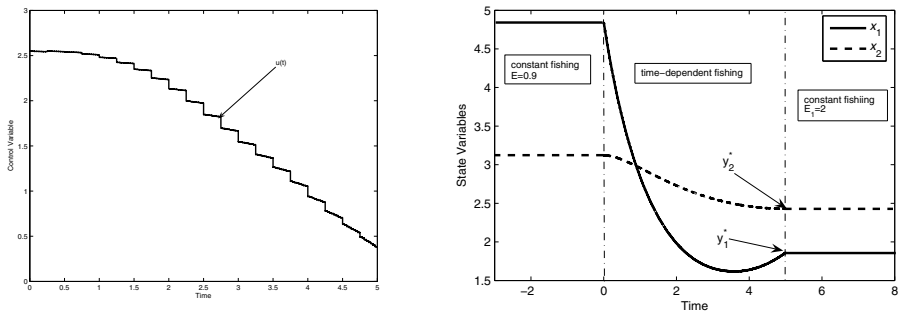 3
2.5
2
1.5
1
0.5
0
Control Variable
u(t)
0 0.5 1 1.5 2 2.5 3 3.5 4 4.5 5
Time
5
4.5
4
3.5
3
2.5
2
1.5
State Variables
constant fishing
E=0.9
time-dependent fishing
x1
x2
constant fishiing
E1=2
y2*
y1*
−2 0 2 4 6 8
Time